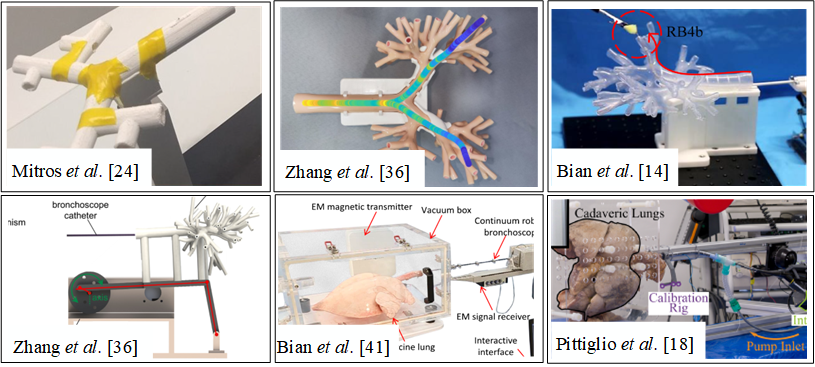 RB4b
Mitros et al. [24]
Zhang et al. [36]
Bian et al. [14]
bronchoscope
catheter
nism
Zhang et al. [36]
EM magnetic transmitter
Vacuum box
Continuum rob
bronchoscop
EM signal receiver
cine lung
Interactive
interface
Bian et al. [41]
Cadaveric Lungs
Calibration
Rig
Int
Pump Inlet
Pittiglio et al. [18]